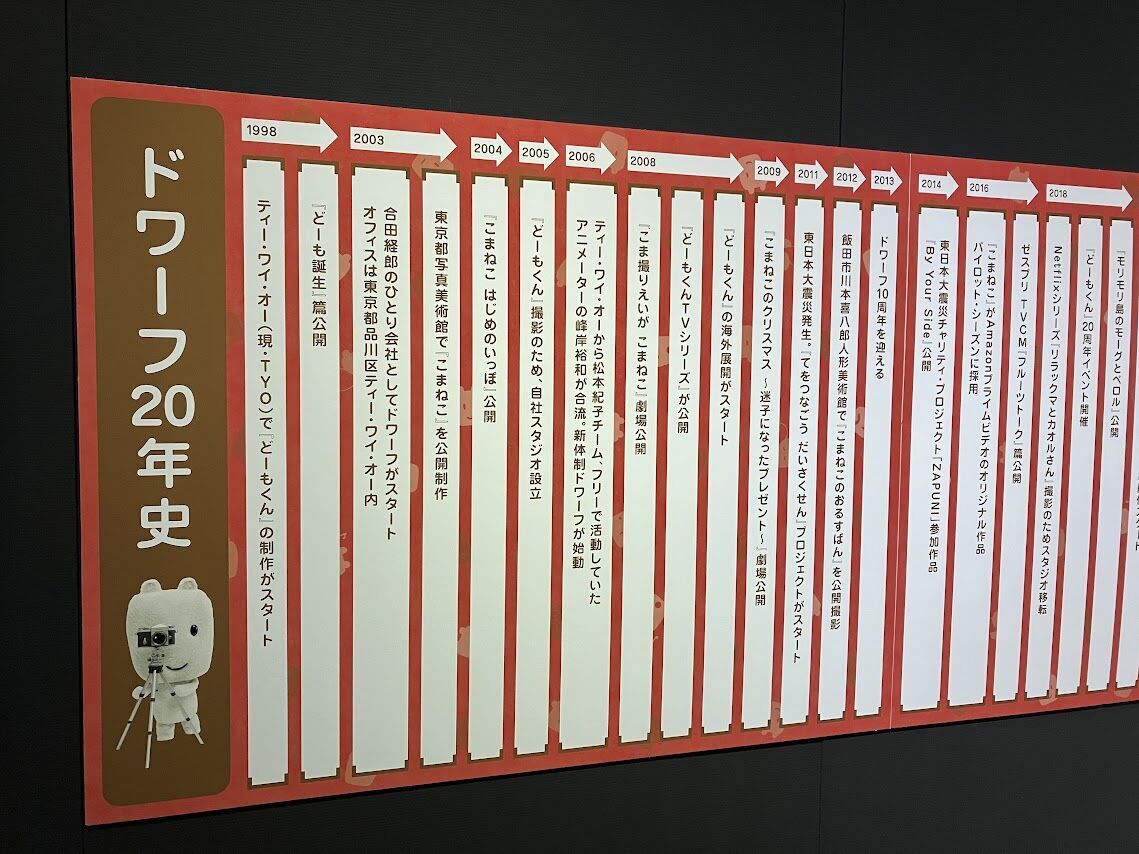 ドワーフ20年史
1998
ティー・ワイ・オー（現・TYO）で『どーもくん』の制作がスタート
『どーも誕生』篇公開
2003
合田経郎のひとり会社としてドワーフがスタート
オフィスは東京都品川区ティー・ワイ・オー内
東京都写真美術館で『こまねこ』を公開制作
2004
『こまねこ はじめのいっぽ』公開
2005
『どーもくん』撮影のため、自社スタジオ設立
2006
ティー・ワイ・オーから松本紀子チーム、フリーで活動していた
アニメーターの峰岸裕和が合流。新体制ドワーフが始動
2008
『こま撮りえいが こまねこ』劇場公開
『どーもくんTVシリーズ』が公開
『どーもくん』の海外展開がスタート
2009
『こまねこのクリスマス ～迷子になったプレゼント～』劇場公開
2011
東日本大震災発生。『てをつなごう だいさくせん』プロジェクトがスタート
2012
飯田市川本喜八郎人形美術館で『こまねこのおるすばん』を公開撮影
2013
ドワーフ10周年を迎える
2014
東日本大震災チャリティ・プロジェクト「ZAPUNI」参加作品
『By Your Side』公開
2016
『こまねこ』がAmazonプライムビデオのオリジナル作品
パイロット・シーズンに採用
ゼスプリ TVCM『フルーツトーク』篇公開
2018
Netflixシリーズ『リラックマとカオルさん』撮影のためスタジオ移転
『どーもくん』20周年イベント開催
『モリモリ島のモーグとペロル』公開